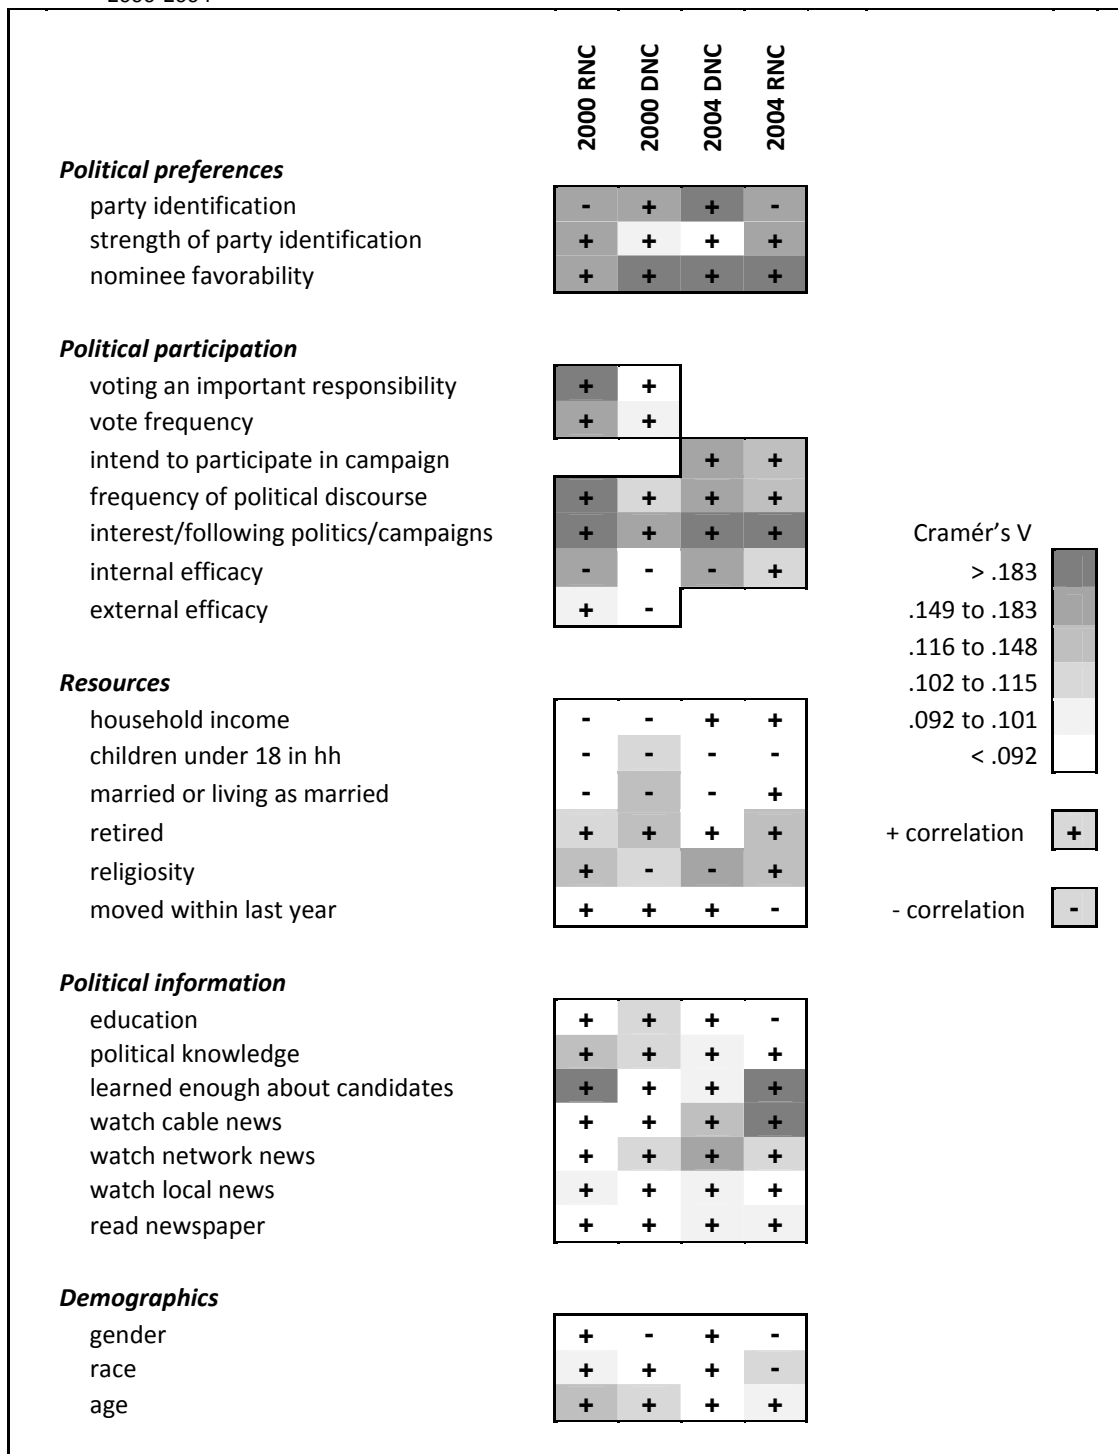 2000 RNC 2000 DNC 2004 DNC 2004 RNC
Political preferences
party identification - + + -
strength of party identification + + + +
nominee favorability + + + +
Political participation
voting an important responsibility + +
vote frequency + +
intend to participate in campaign + +
frequency of political discourse + + + +
interest/following politics/campaigns + + + + Cramér's V
internal efficacy - - - + > .183
external efficacy + - .149 to .183
.116 to .148
Resources .102 to .115
household income - - + + .092 to .101
children under 18 in hh - - - - < .092
married or living as married - - - +
retired + + + + + correlation +
religiosity + - - +
moved within last year + + + - - correlation -
Political information
education + + + -
political knowledge + + + +
learned enough about candidates + + + +
watch cable news + + + +
watch network news + + + +
watch local news + + + +
read newspaper + + + +
Demographics
gender + - + -
race + + + -
age + + + +